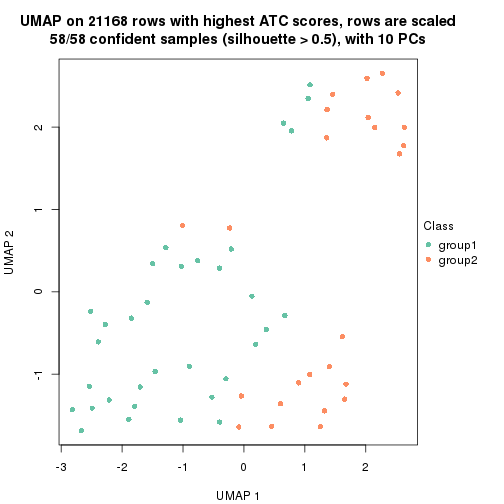 UMAP on 21168 rows with highest ATC scores, rows are scaled
58/58 confident samples (silhouette > 0.5), with 10 PCs
2
1
0
-1
UMAP 2
-3 -2 -1 0 1 2
UMAP 1
Class
group1
group2